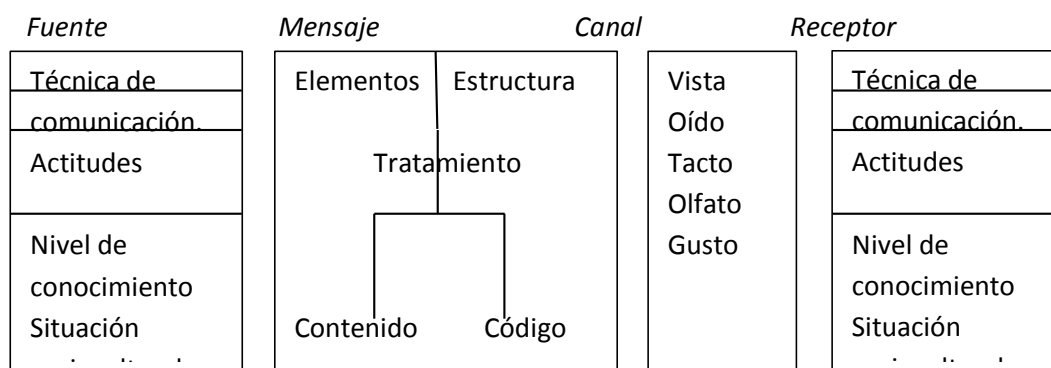 Fuente Mensaje Canal Receptor
Técnica de
comunicación.
Actitudes
Nivel de
conocimiento
Situación
Elementos Estructura
Tratamiento
Contenido Código
Vista
Oído
Tacto
Olfato
Gusto
Técnica de
comunicación.
Actitudes
Nivel de
conocimiento
Situación